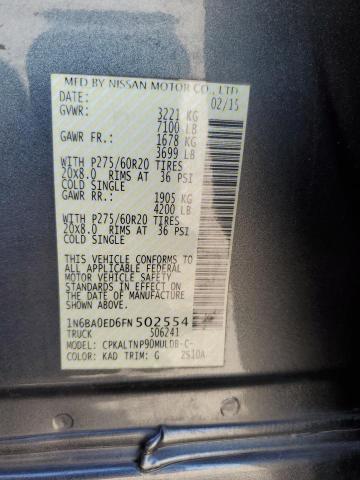 MFD BY NISSAN MOTOR CO., LTD
DATE: 02/15
GVWR: 3221 KG
7100 LB
GAWR FR.: 1678 KG
3699 LB
WITH P275/60R20 TIRES
20X8.0 RIMS AT 36 PSI
COLD SINGLE
GAWR RR.: 1905 KG
4200 LB
WITH P275/60R20 TIRES
20X8.0 RIMS AT 36 PSI
COLD SINGLE
THIS VEHICLE CONFORMS TO
ALL APPLICABLE U.S. FEDERAL
MOTOR VEHICLE SAFETY
STANDARDS IN EFFECT ON
THE DATE OF MANUFACTURE
SHOWN ABOVE.
1N6BA0ED6FN502554
TRUCK 506241
MODEL: CPKALTNP90MULDB-C-
COLOR: KAD TRIM: G 2S10A